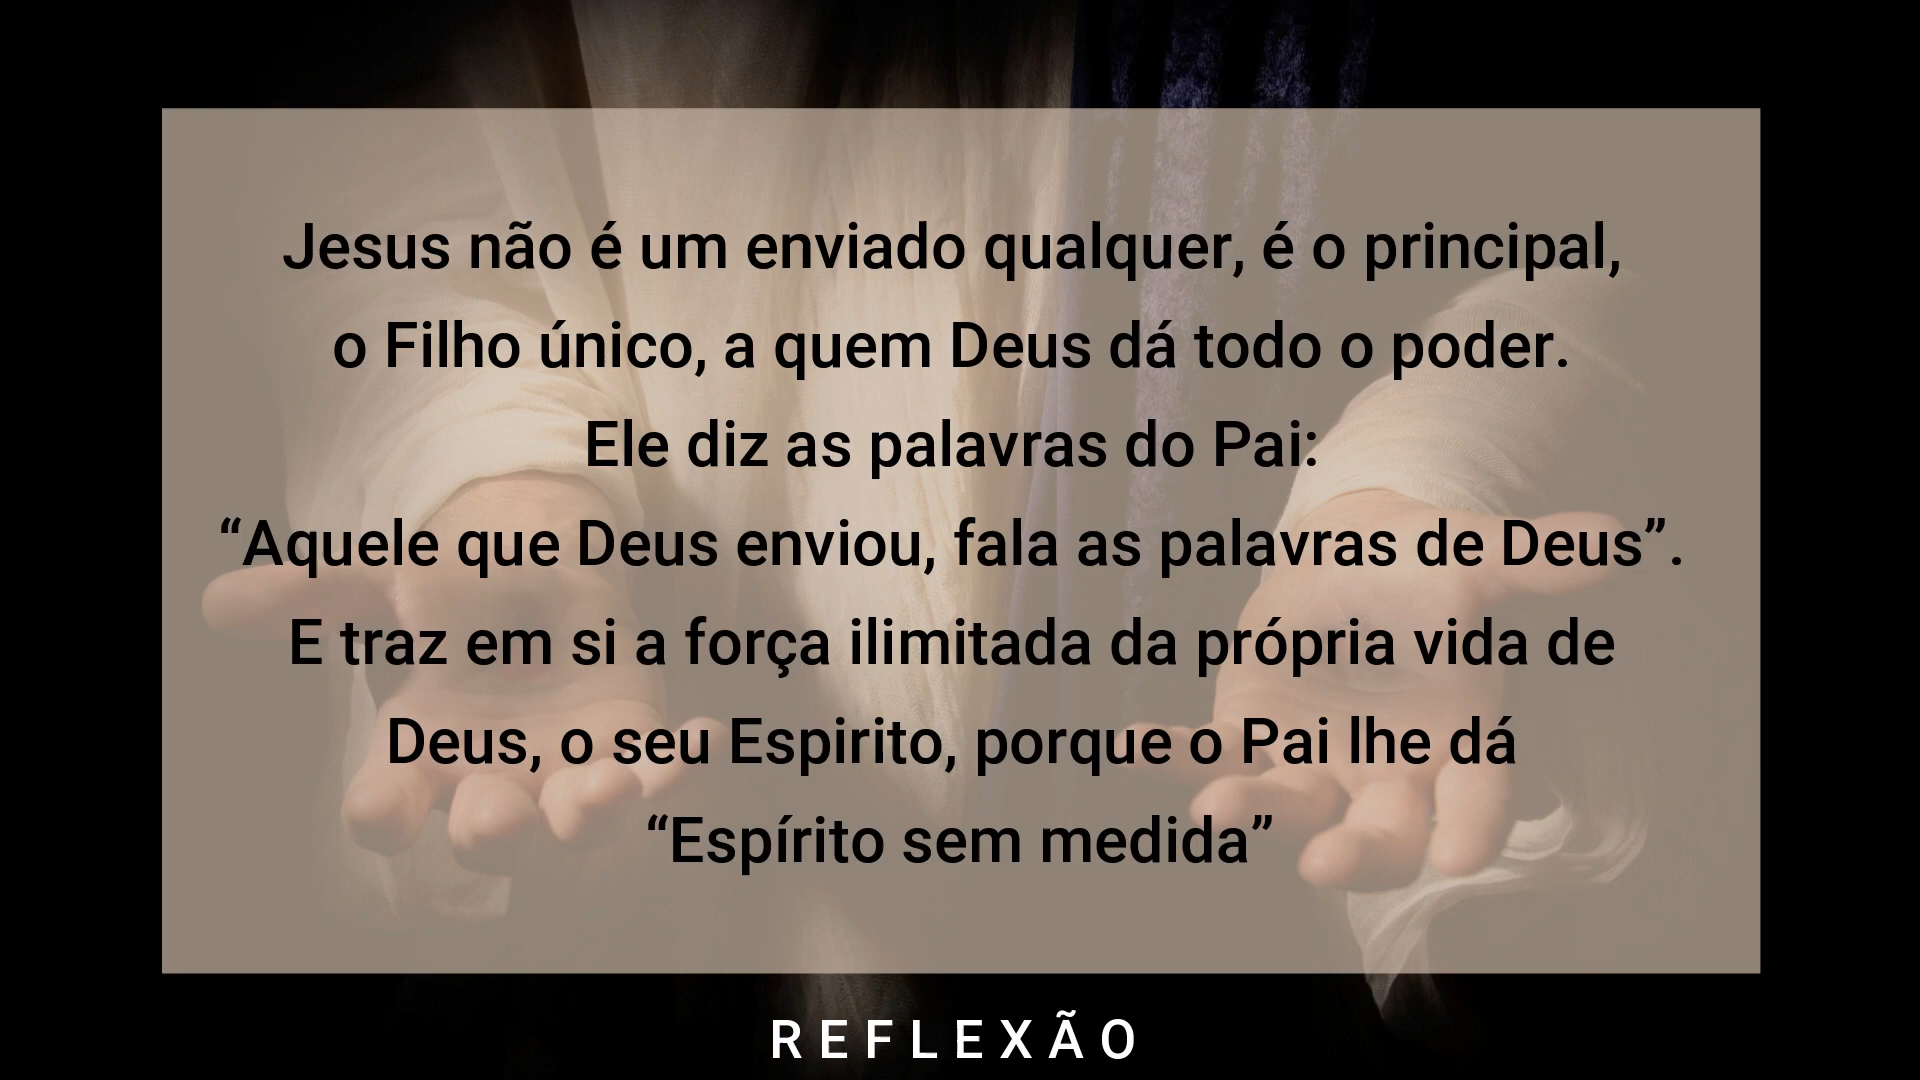 Jesus não é um enviado qualquer, é o principal,
o Filho único, a quem Deus dá todo o poder.
Ele diz as palavras do Pai:
“Aquele que Deus enviou, fala as palavras de Deus”.
E traz em si a força ilimitada da própria vida de
Deus, o seu Espirito, porque o Pai lhe dá
“Espírito sem medida”
REFLEXÃO